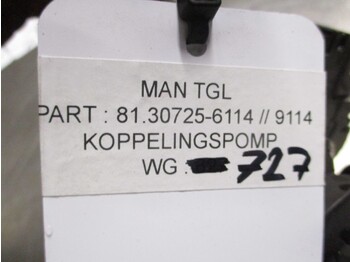 MAN TGL
PART : 81.30725-6114 // 9114
KOPPELINGSPOMP
WG : 727